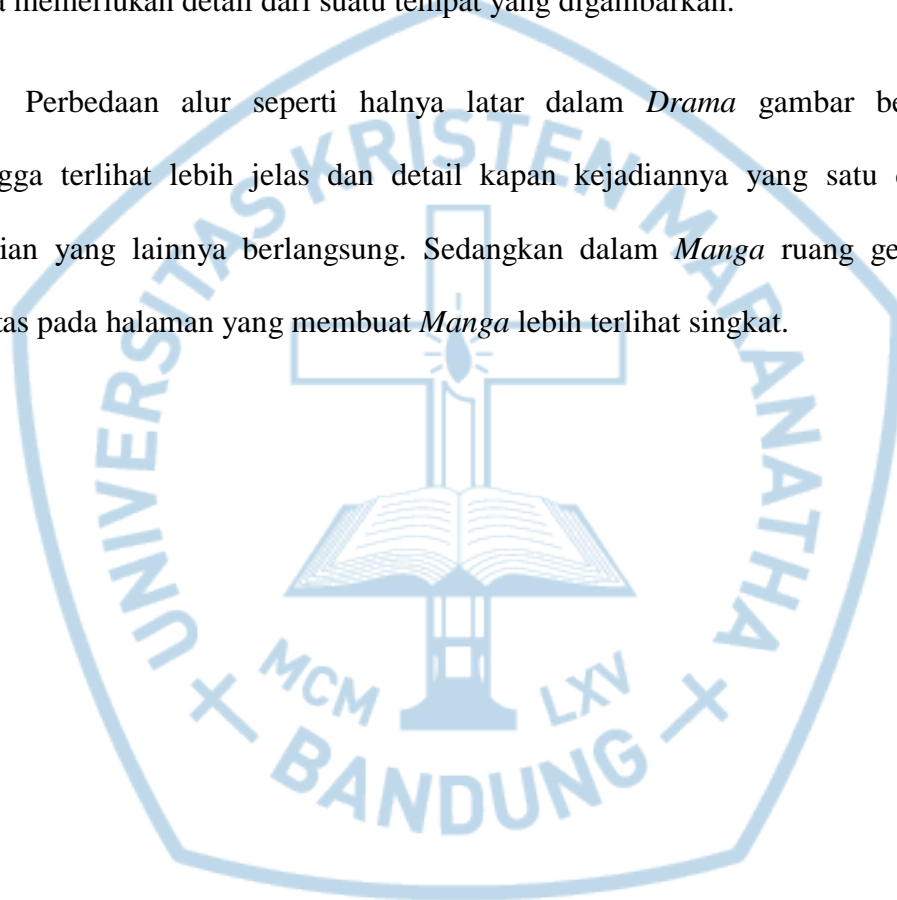 memerlukan detail dari suatu tempat yang digambarkan.
Perbedaan alur seperti halnya latar dalam Drama gambar be
gga terlihat lebih jelas dan detail kapan kejadiannya yang satu
ian yang lainnya berlangsung. Sedangkan dalam Manga ruang ge
tas pada halaman yang membuat Manga lebih terlihat singkat.
UNIVERSITAS KRISTEN MARANATHA
MCM LXV
BANDUNG